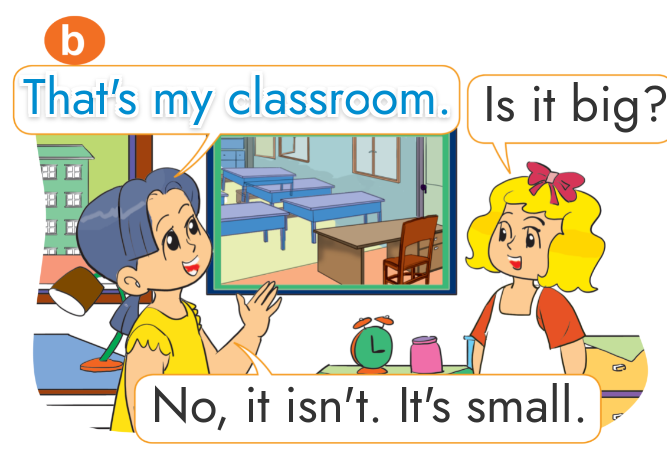 b
That's my classroom.
Is it big?
No, it isn't. It's small.